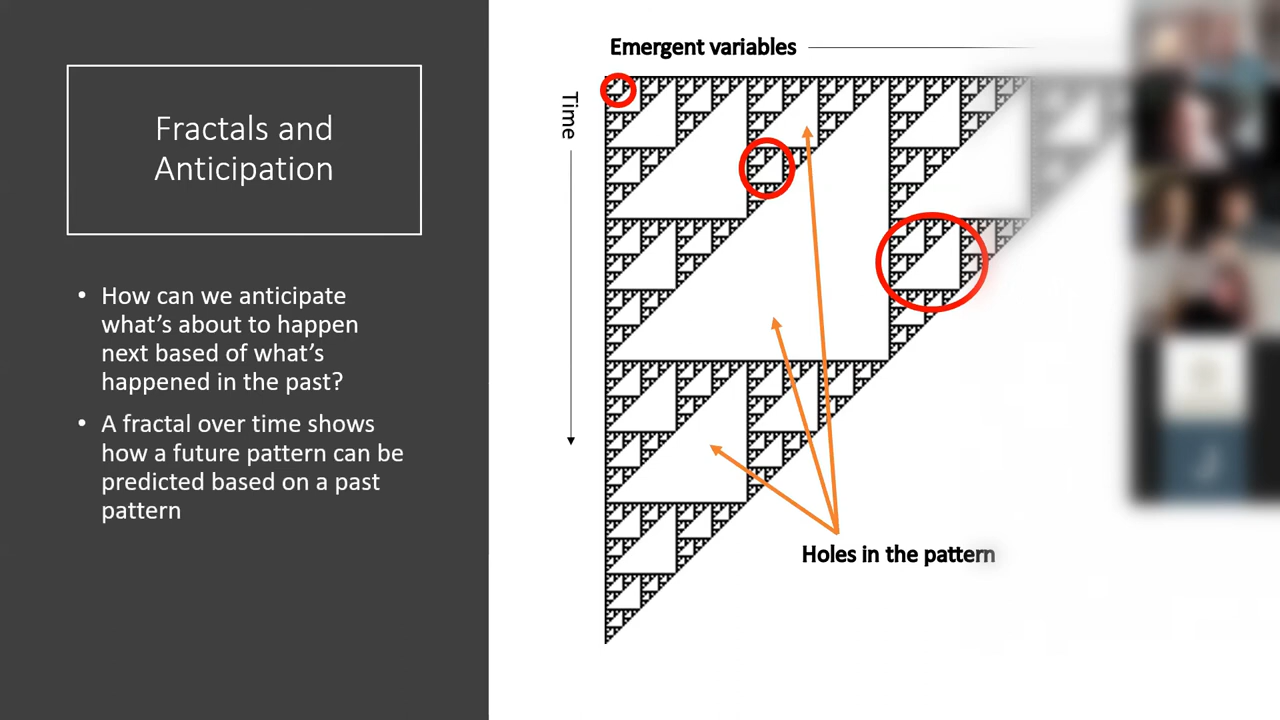 Fractals and
Anticipation
• How can we anticipate
what’s about to happen
next based of what’s
happened in the past?
• A fractal over time shows
how a future pattern can be
predicted based on a past
pattern
Emergent variables
Time
Holes in the pattern